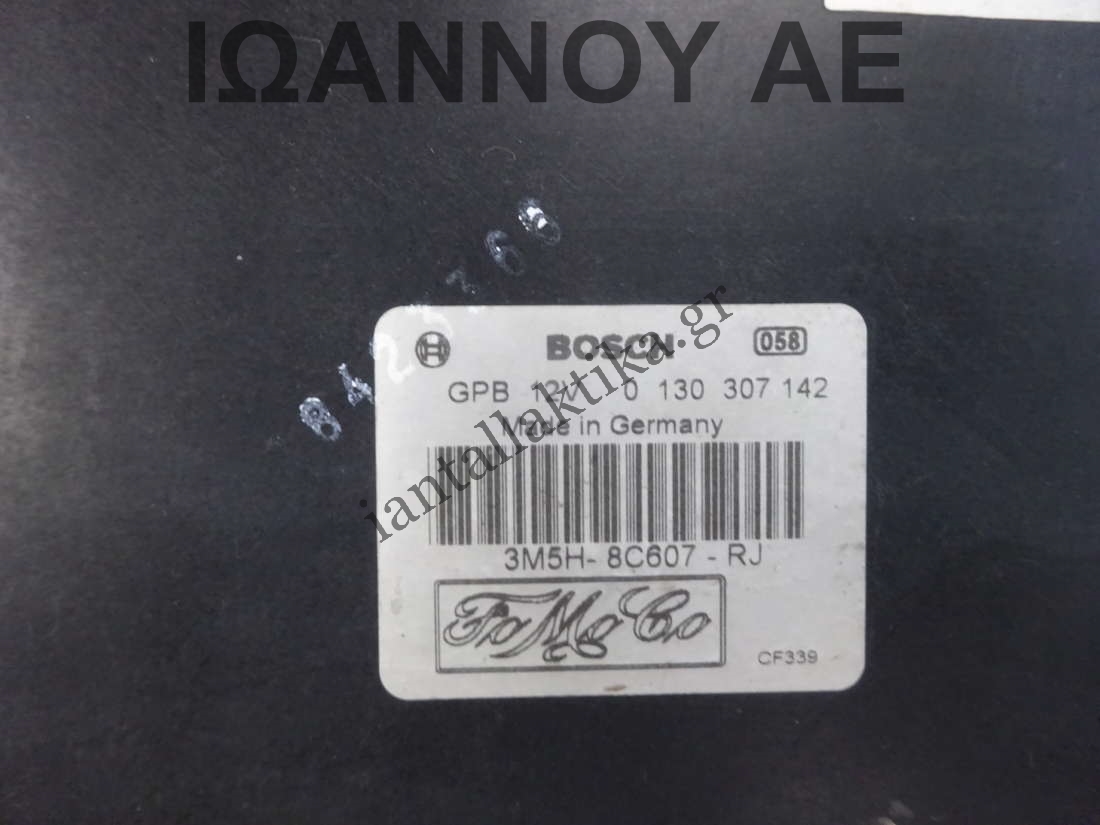 ΙΩΑΝΝΟΥ ΑΕ
BOSCH 058
GPB 12V 0 130 307 142
Made in Germany
3M5H- 8C607 - RJ
FoMoCo
CF339
iantallaktika.gr